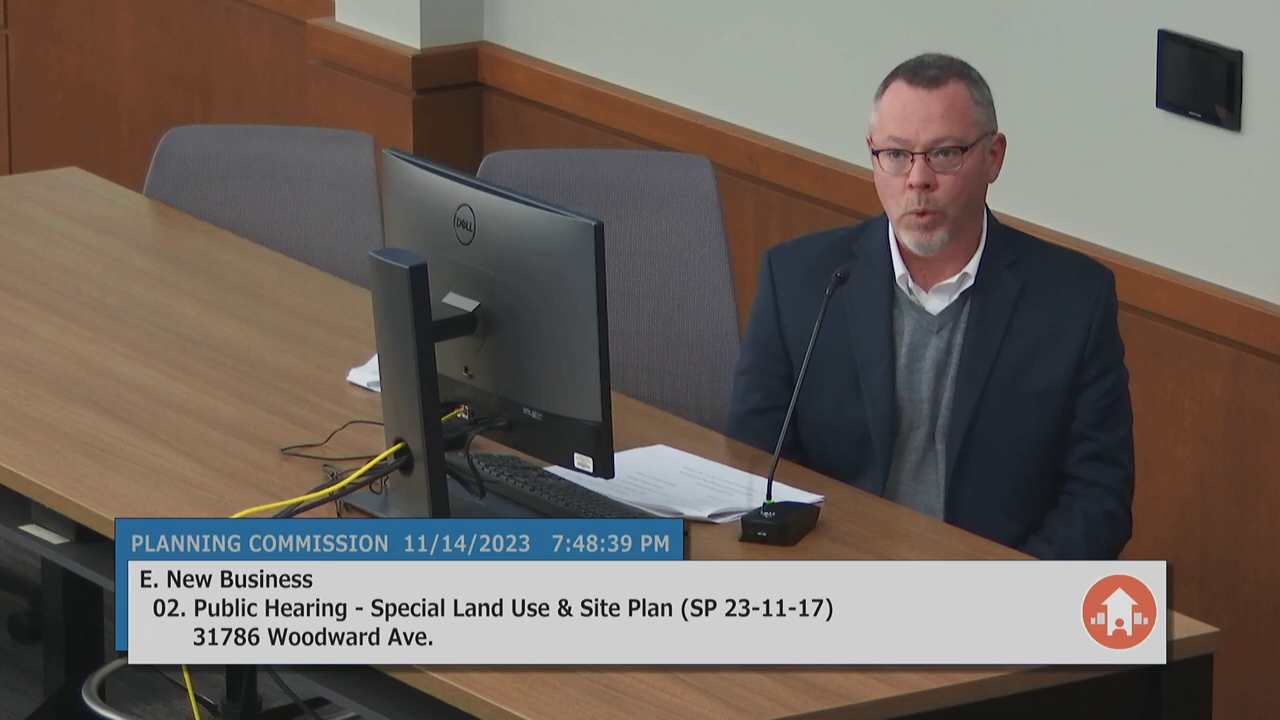 DELL
PLANNING COMMISSION 11/14/2023 7:48:39 PM
E. New Business
02. Public Hearing - Special Land Use & Site Plan (SP 23-11-17)
31786 Woodward Ave.